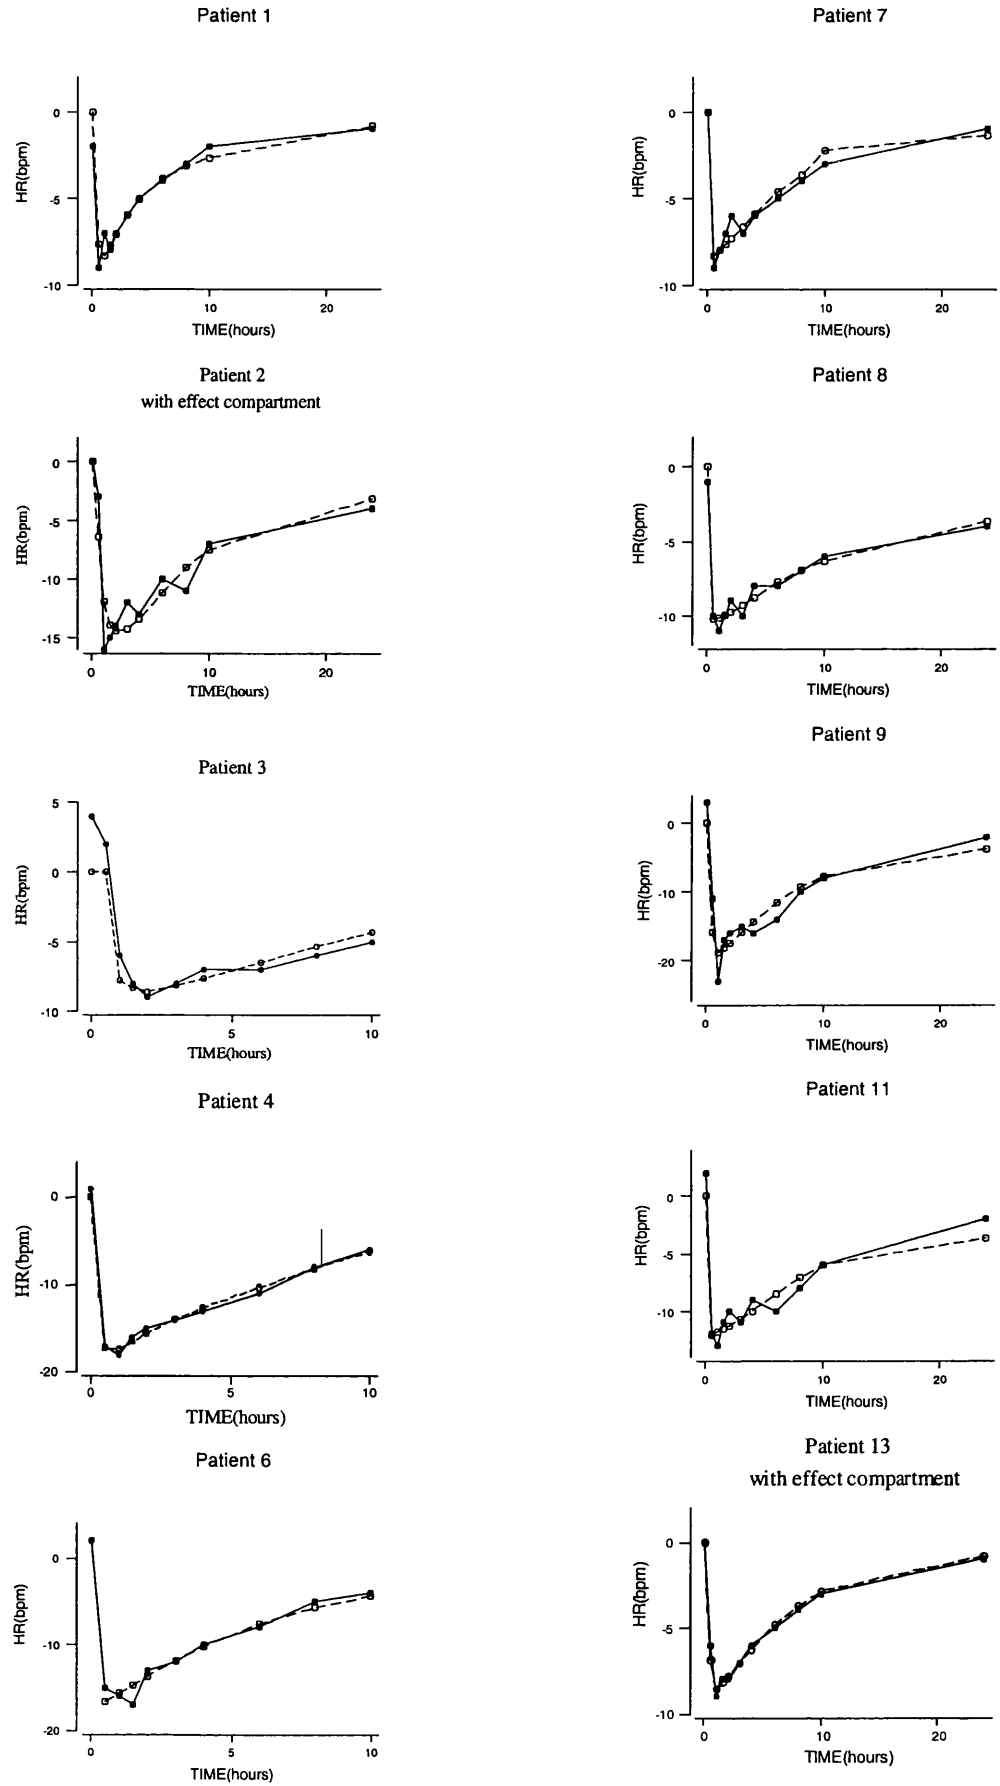 Patient 1
0
-5
-10
HR(bpm)
0 10 20
TIME(hours)
Patient 2
with effect compartment
0
-5
-10
-15
HR(bpm)
0 10 20
TIME(hours)
Patient 3
5
0
-5
-10
HR(bpm)
0 5 10
TIME(hours)
Patient 4
0
-10
-20
HR(bpm)
0 5 10
TIME(hours)
Patient 6
0
-10
-20
HR(bpm)
0 5 10
TIME(hours)
Patient 7
0
-5
-10
HR(bpm)
0 10 20
TIME(hours)
Patient 8
0
-5
-10
HR(bpm)
0 10 20
TIME(hours)
Patient 9
0
-10
-20
HR(bpm)
0 10 20
TIME(hours)
Patient 11
0
-5
-10
HR(bpm)
0 10 20
TIME(hours)
Patient 13
with effect compartment
0
-5
-10
HR(bpm)
0 10 20
TIME(hours)